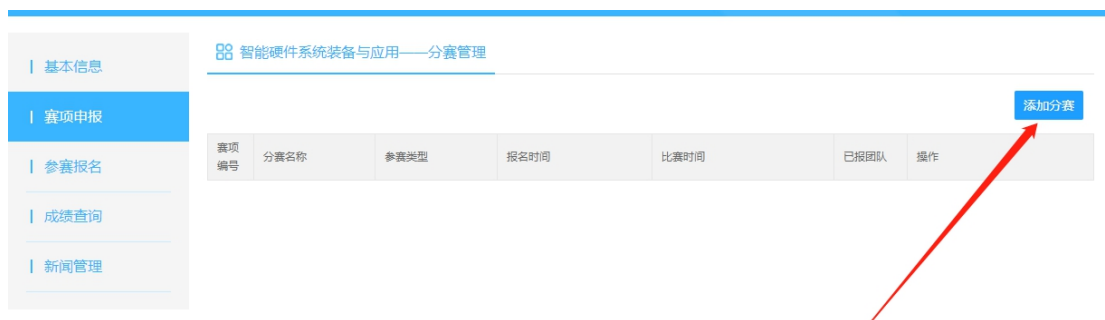 基本信息
赛项申报
参赛报名
成绩查询
新闻管理
智能硬件系统装备与应用——分赛管理
添加分赛
赛项编号 分赛名称 参赛类型 报名时间 比赛时间 已报团队 操作